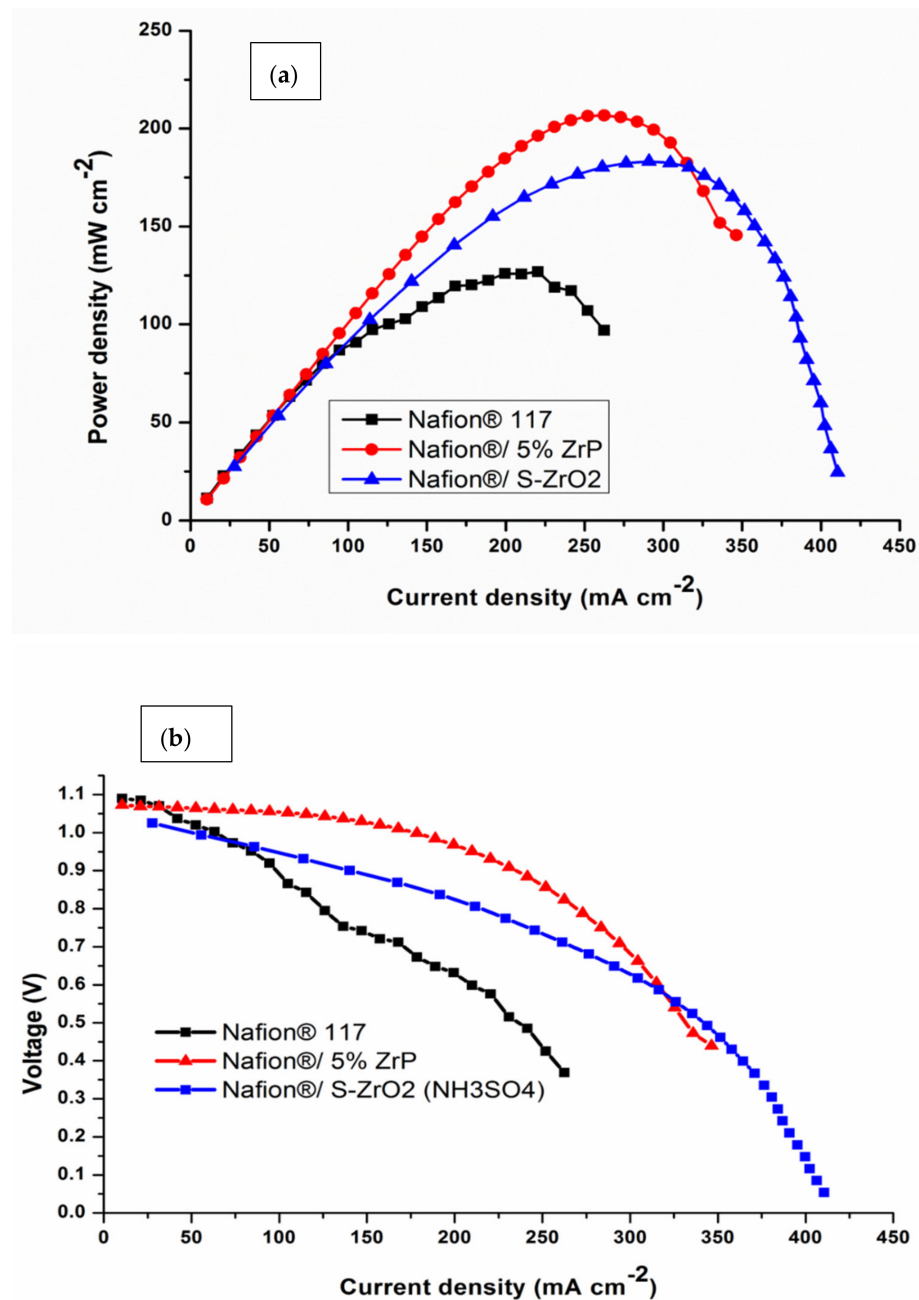 250
200
150
100
50
0
(a)
Power density (mW cm-2)
Nafion® 117
Nafion®/ 5% ZrP
Nafion®/ S-ZrO2
0 50 100 150 200 250 300 350 400 450
Current density (mA cm-2)
(b)
1.1
1.0
0.9
0.8
0.7
0.6
0.5
0.4
0.3
0.2
0.1
0.0
Voltage (V)
Nafion® 117
Nafion®/ 5% ZrP
Nafion®/ S-ZrO2 (NH3SO4)
0 50 100 150 200 250 300 350 400 450
Current density (mA cm-2)